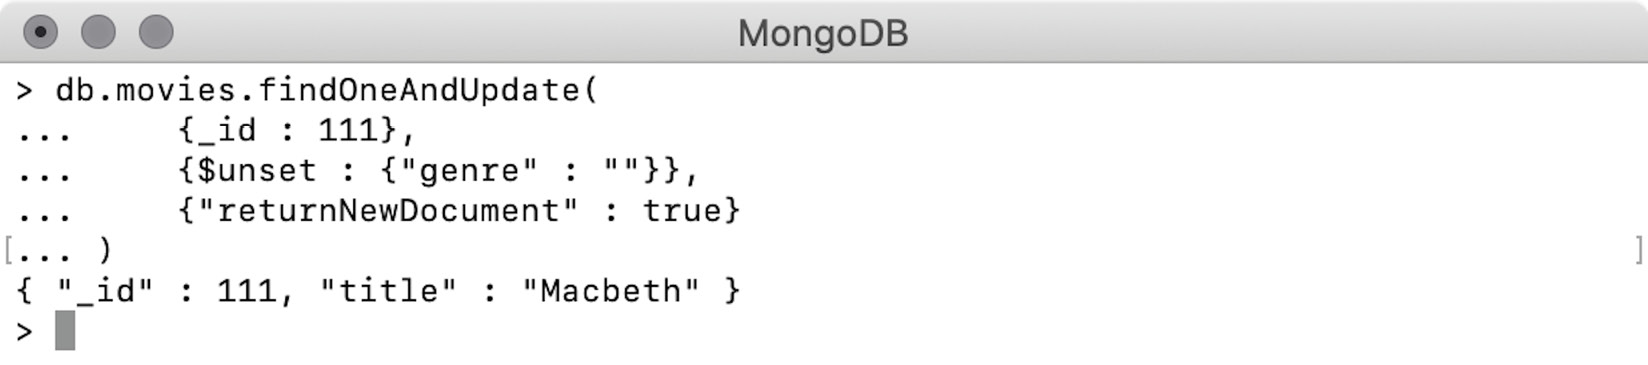 MongoDB
> db.movies.findOneAndUpdate(
...     {_id : 111},
...     {$unset : {"genre" : ""}},
...     {"returnNewDocument" : true}
[... )                                                                             ]
{ "_id" : 111, "title" : "Macbeth" }
>